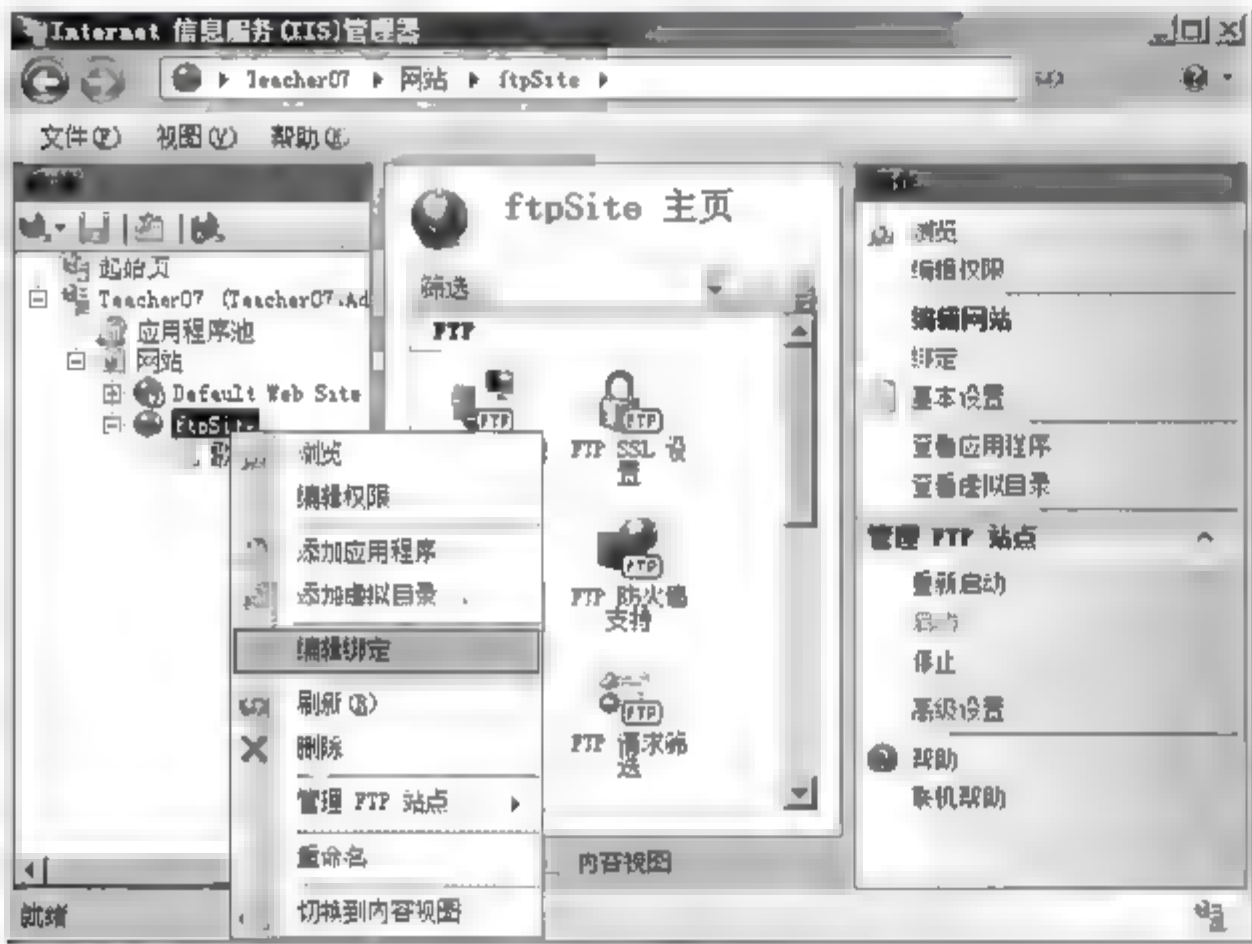 Internet 信息服务(IIS)管理器
Teacher07 网站 ftpSite
文件(F) 视图(V) 帮助(H)
起始页
Teacher07 (Teacher07.Ad
应用程序池
网站
Default Web Site
ftpSite
浏览
编辑权限
添加应用程序
添加虚拟目录
编辑绑定
刷新(R)
删除
管理 FTP 站点
重命名
切换到内容视图
ftpSite 主页
筛选
FTP
FTP
FTP
FTP SSL 设
置
FTP
FTP 防火墙
支持
FTP
FTP 请求筛
选
内容视图
浏览
编辑权限
编辑网站
绑定
基本设置
查看应用程序
查看虚拟目录
管理 FTP 站点
重新启动
启动
停止
高级设置
帮助
联机帮助
就绪